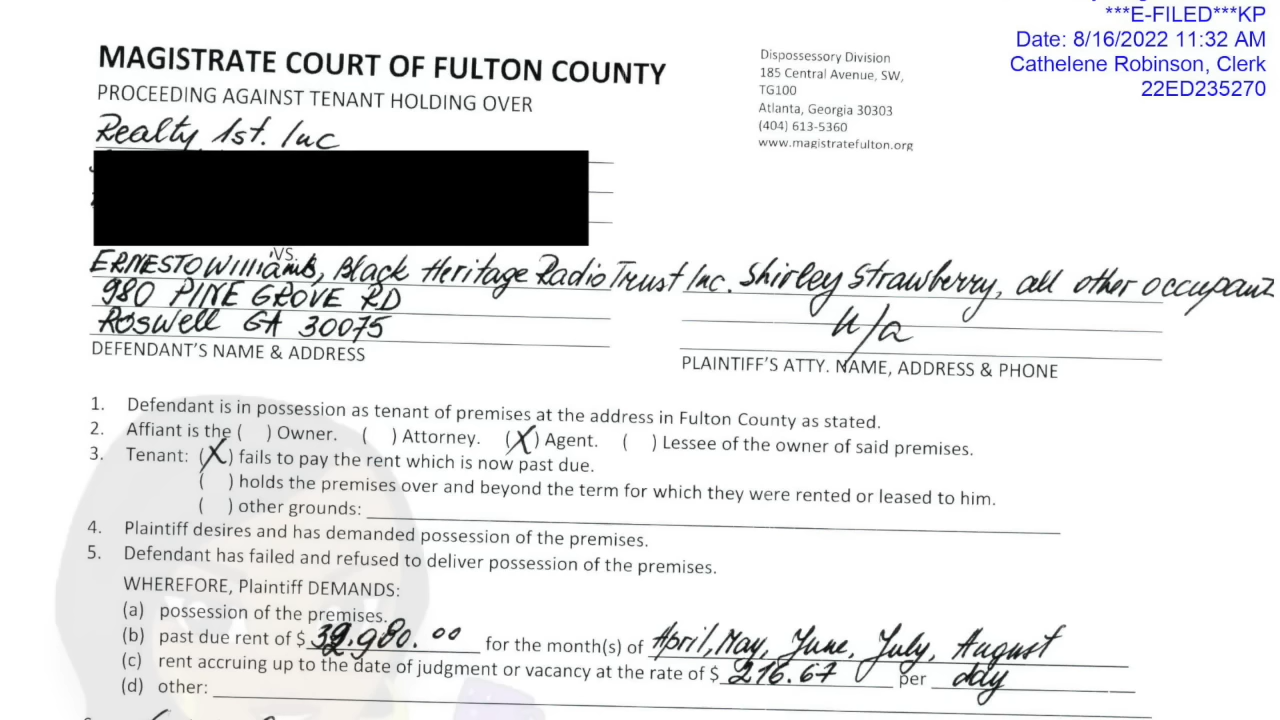 ***E-FILED***KP
Date: 8/16/2022 11:32 AM
Cathelene Robinson, Clerk
22ED235270
MAGISTRATE COURT OF FULTON COUNTY
PROCEEDING AGAINST TENANT HOLDING OVER
Dispossessory Division
185 Central Avenue, SW,
TG100
Atlanta, Georgia 30303
(404) 613-5360
www.magistratefulton.org
Realty 1st. Inc
VS.
ERNESTO Williams, Black Heritage Radio Trust Inc. Shirley Strawberry, all other occupant
980 PINE GROVE RD
Roswell GA 30075
DEFENDANT'S NAME & ADDRESS
n/a
PLAINTIFF'S ATTY. NAME, ADDRESS & PHONE
1. Defendant is in possession as tenant of premises at the address in Fulton County as stated.
2. Affiant is the ( ) Owner. ( ) Attorney. (X) Agent. ( ) Lessee of the owner of said premises.
3. Tenant: (X) fails to pay the rent which is now past due.
( ) holds the premises over and beyond the term for which they were rented or leased to him.
( ) other grounds:
4. Plaintiff desires and has demanded possession of the premises.
5. Defendant has failed and refused to deliver possession of the premises.
WHEREFORE, Plaintiff DEMANDS:
(a) possession of the premises.
(b) past due rent of $ 39.980.00 for the month(s) of April, May, June, July, August
(c) rent accruing up to the date of judgment or vacancy at the rate of $ 216.67 per day
(d) other: